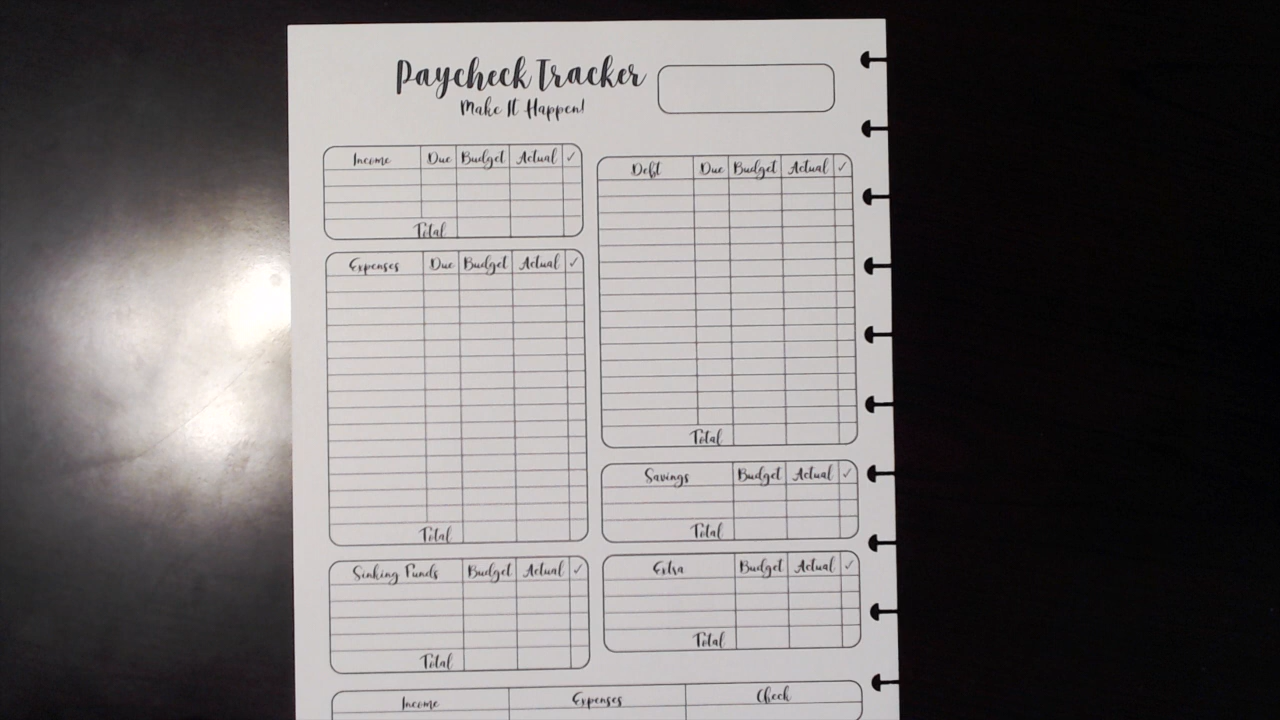 Paycheck Tracker
Make It Happen!
Income Due Budget Actual ✓
Total
Expenses Due Budget Actual ✓
Total
Sinking Funds Budget Actual ✓
Total
Debt Due Budget Actual ✓
Total
Savings Budget Actual ✓
Total
Extra Budget Actual ✓
Total
Income Expenses Check